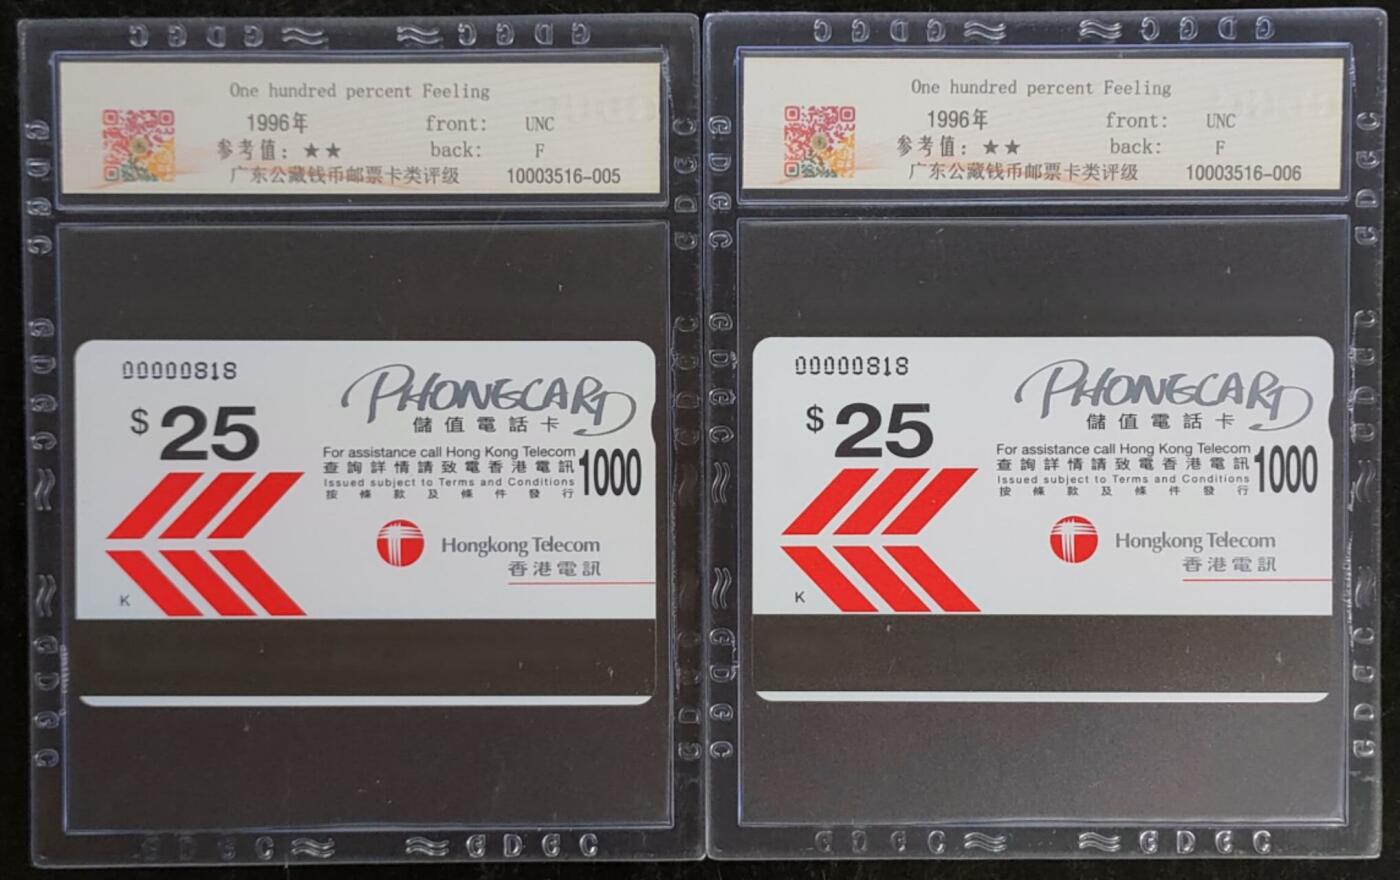 One hundred percent Feeling
1996年 front: UNC
参考值：★★ back: F
广东公藏钱币邮票卡类评级 10003516-005
00000818
PHONECARD
$25
儲值電話卡
For assistance call Hong Kong Telecom
查詢詳情請致電香港電訊
1000
Issued subject to Terms and Conditions
按條款及條件發行
Hongkong Telecom
香港電訊
K
One hundred percent Feeling
1996年 front: UNC
参考值：★★ back: F
广东公藏钱币邮票卡类评级 10003516-006
00000818
PHONECARD
$25
儲值電話卡
For assistance call Hong Kong Telecom
查詢詳情請致電香港電訊
1000
Issued subject to Terms and Conditions
按條款及條件發行
Hongkong Telecom
香港電訊
K